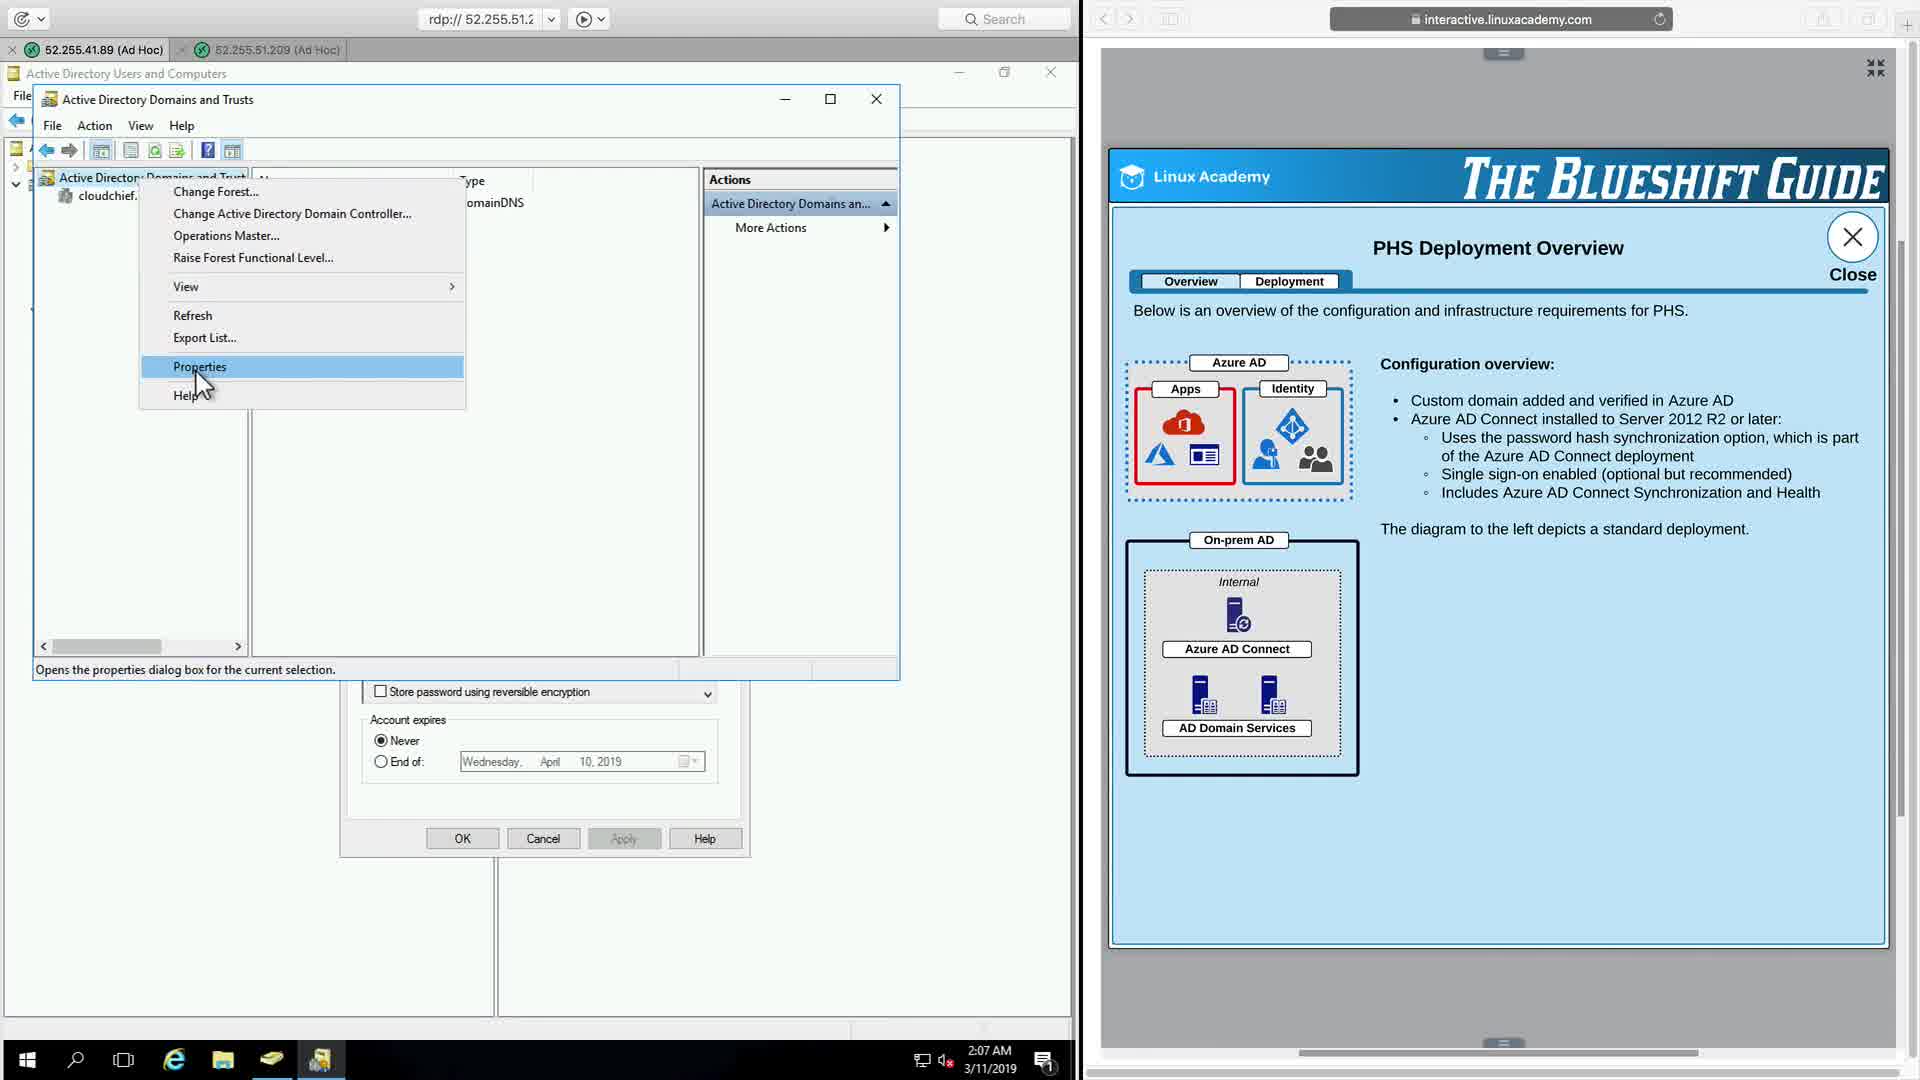 rdp:// 52.255.51.2
Search
52.255.41.89 (Ad Hoc)
52.255.51.209 (Ad Hoc)
Active Directory Users and Computers
File
Active Directory Domains and Trusts
File Action View Help
Active Directory Domains and Trust
cloudchief.
Type
omainDNS
Change Forest...
Change Active Directory Domain Controller...
Operations Master...
Raise Forest Functional Level...
View
Refresh
Export List...
Properties
Help
Actions
Active Directory Domains an...
More Actions
Opens the properties dialog box for the current selection.
Store password using reversible encryption
Account expires
Never
End of:
Wednesday, April 10, 2019
OK Cancel Apply Help
2:07 AM
3/11/2019
1
interactive.linuxacademy.com
Linux Academy
THE BLUESHIFT GUIDE
PHS Deployment Overview
Close
Overview
Deployment
Below is an overview of the configuration and infrastructure requirements for PHS.
Azure AD
Apps
Identity
On-prem AD
Internal
Azure AD Connect
AD Domain Services
Configuration overview:
• Custom domain added and verified in Azure AD
• Azure AD Connect installed to Server 2012 R2 or later:
◦ Uses the password hash synchronization option, which is part
of the Azure AD Connect deployment
◦ Single sign-on enabled (optional but recommended)
◦ Includes Azure AD Connect Synchronization and Health
The diagram to the left depicts a standard deployment.